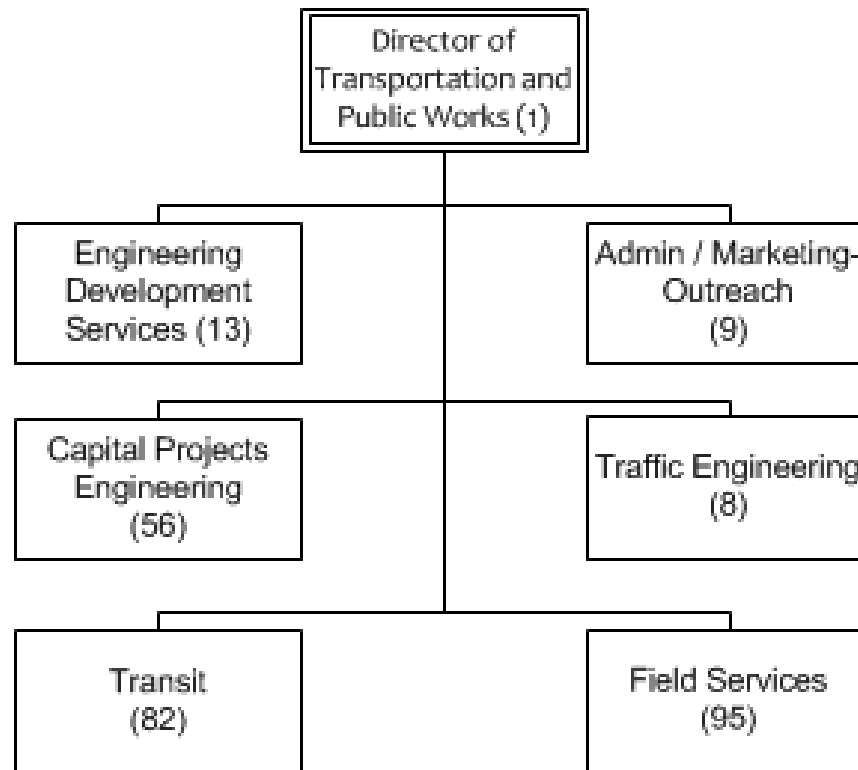 Director of
Transportation and
Public Works (1)
Engineering
Development
Services (13)
Admin / Marketing-
Outreach
(9)
Capital Projects
Engineering
(56)
Traffic Engineering
(8)
Transit
(82)
Field Services
(95)